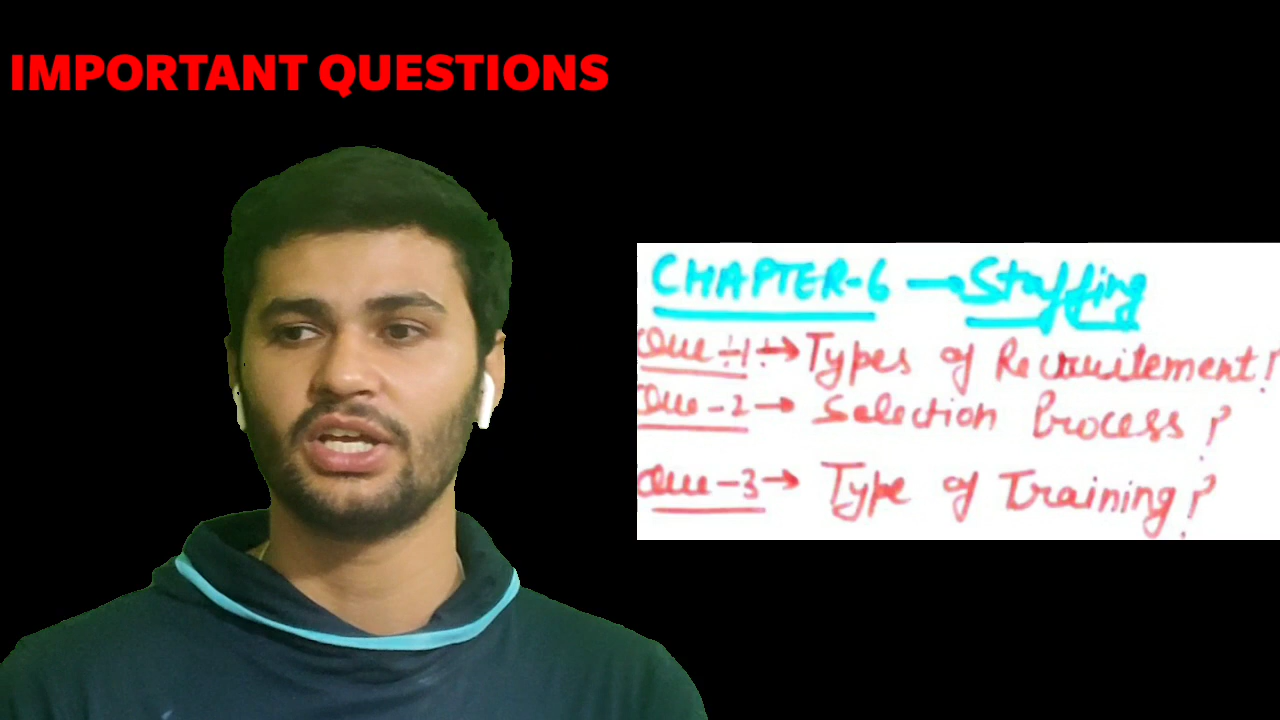 IMPORTANT QUESTIONS
CHAPTER-6 → Staffing
Que-1:→ Types of Recruitement?
Que-2 → Selection Process?
Que-3 → Type of Training?